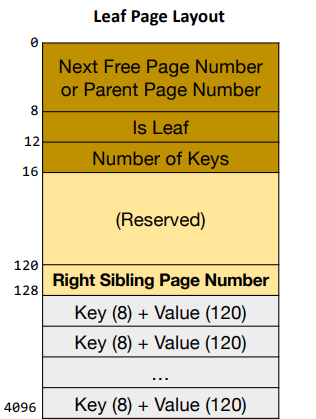 Leaf Page Layout
0
Next Free Page Number
or Parent Page Number
8
Is Leaf
12
Number of Keys
16
(Reserved)
120
Right Sibling Page Number
128
Key (8) + Value (120)
Key (8) + Value (120)
...
Key (8) + Value (120)
4096